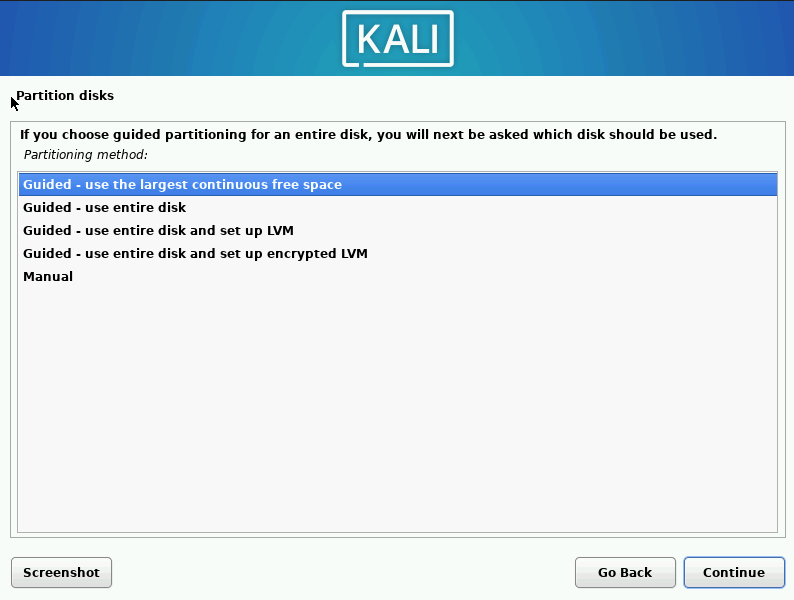 KALI
Partition disks
If you choose guided partitioning for an entire disk, you will next be asked which disk should be used.
Partitioning method:
Guided - use the largest continuous free space
Guided - use entire disk
Guided - use entire disk and set up LVM
Guided - use entire disk and set up encrypted LVM
Manual
Screenshot
Go Back
Continue